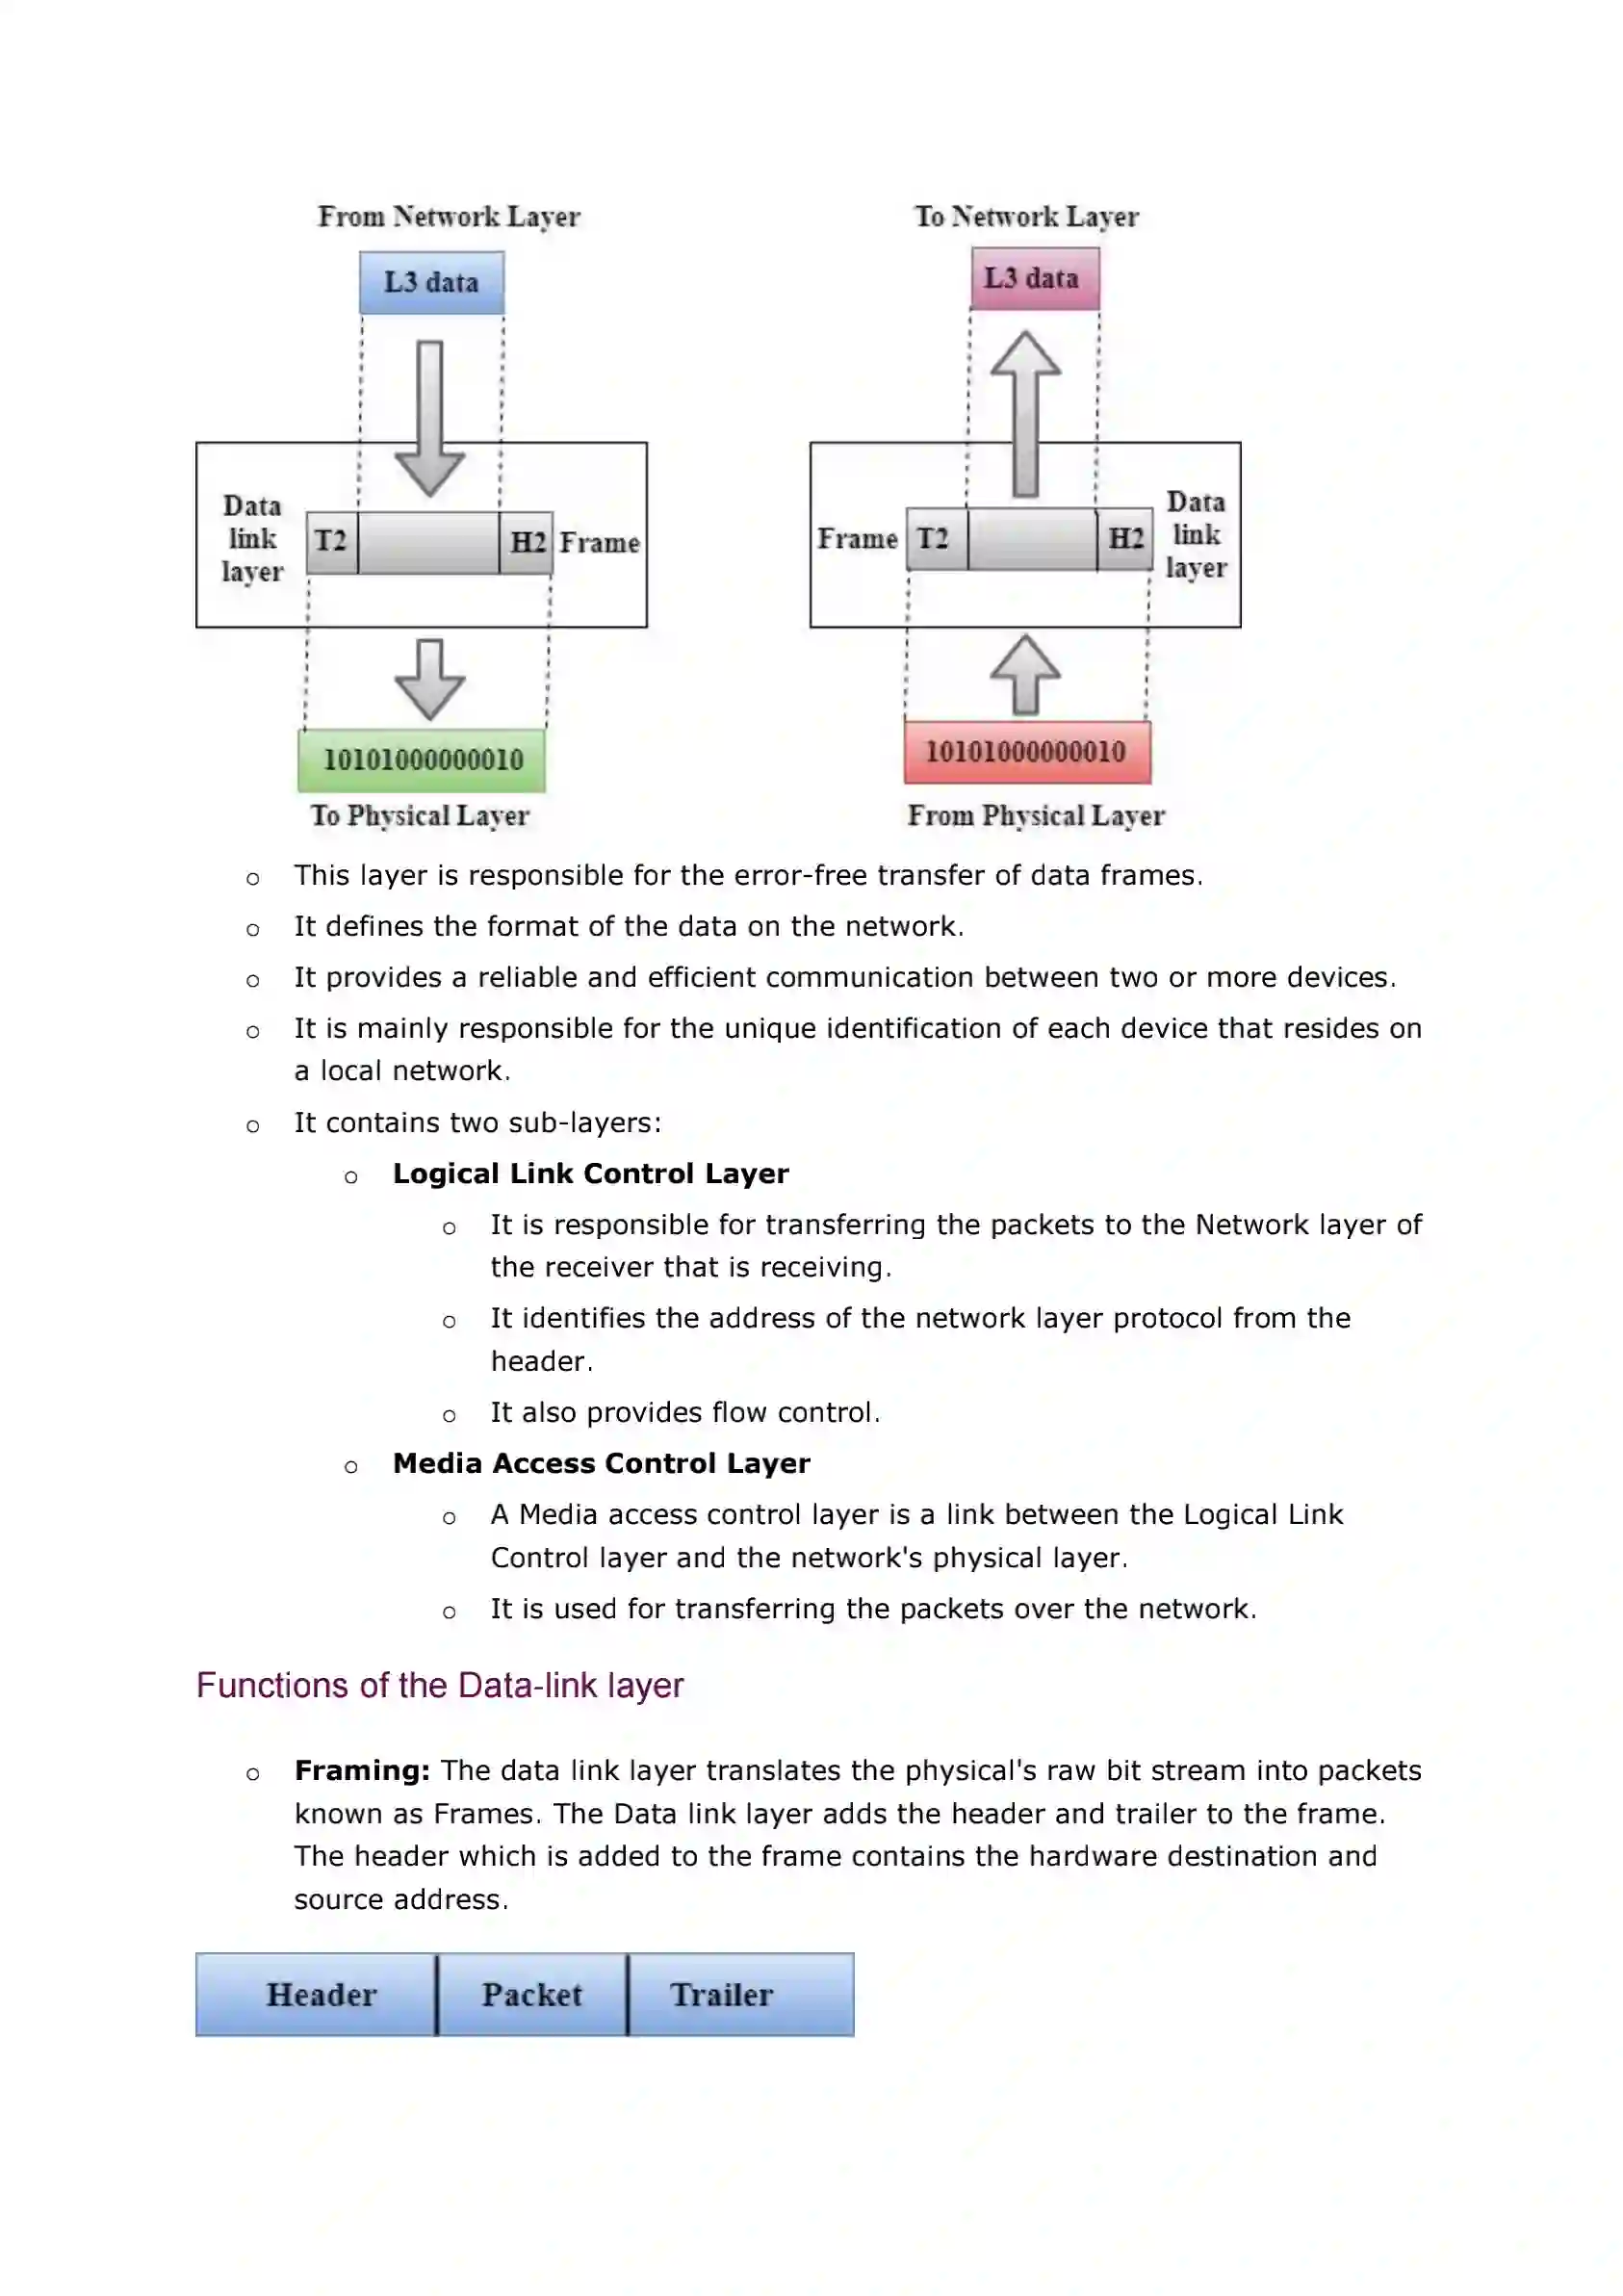 From Network Layer
To Network Layer
L3 data
L3 data
Data
link
layer
T2
H2
Frame
Frame
T2
H2
Data
link
layer
10101000000010
10101000000010
To Physical Layer
From Physical Layer
o This layer is responsible for the error-free transfer of data frames.
o It defines the format of the data on the network.
o It provides a reliable and efficient communication between two or more devices.
o It is mainly responsible for the unique identification of each device that resides on
a local network.
o It contains two sub-layers:
o Logical Link Control Layer
o It is responsible for transferring the packets to the Network layer of
the receiver that is receiving.
o It identifies the address of the network layer protocol from the
header.
o It also provides flow control.
o Media Access Control Layer
o A Media access control layer is a link between the Logical Link
Control layer and the network's physical layer.
o It is used for transferring the packets over the network.
Functions of the Data-link layer
o Framing: The data link layer translates the physical's raw bit stream into packets
known as Frames. The Data link layer adds the header and trailer to the frame.
The header which is added to the frame contains the hardware destination and
source address.
Header Packet Trailer